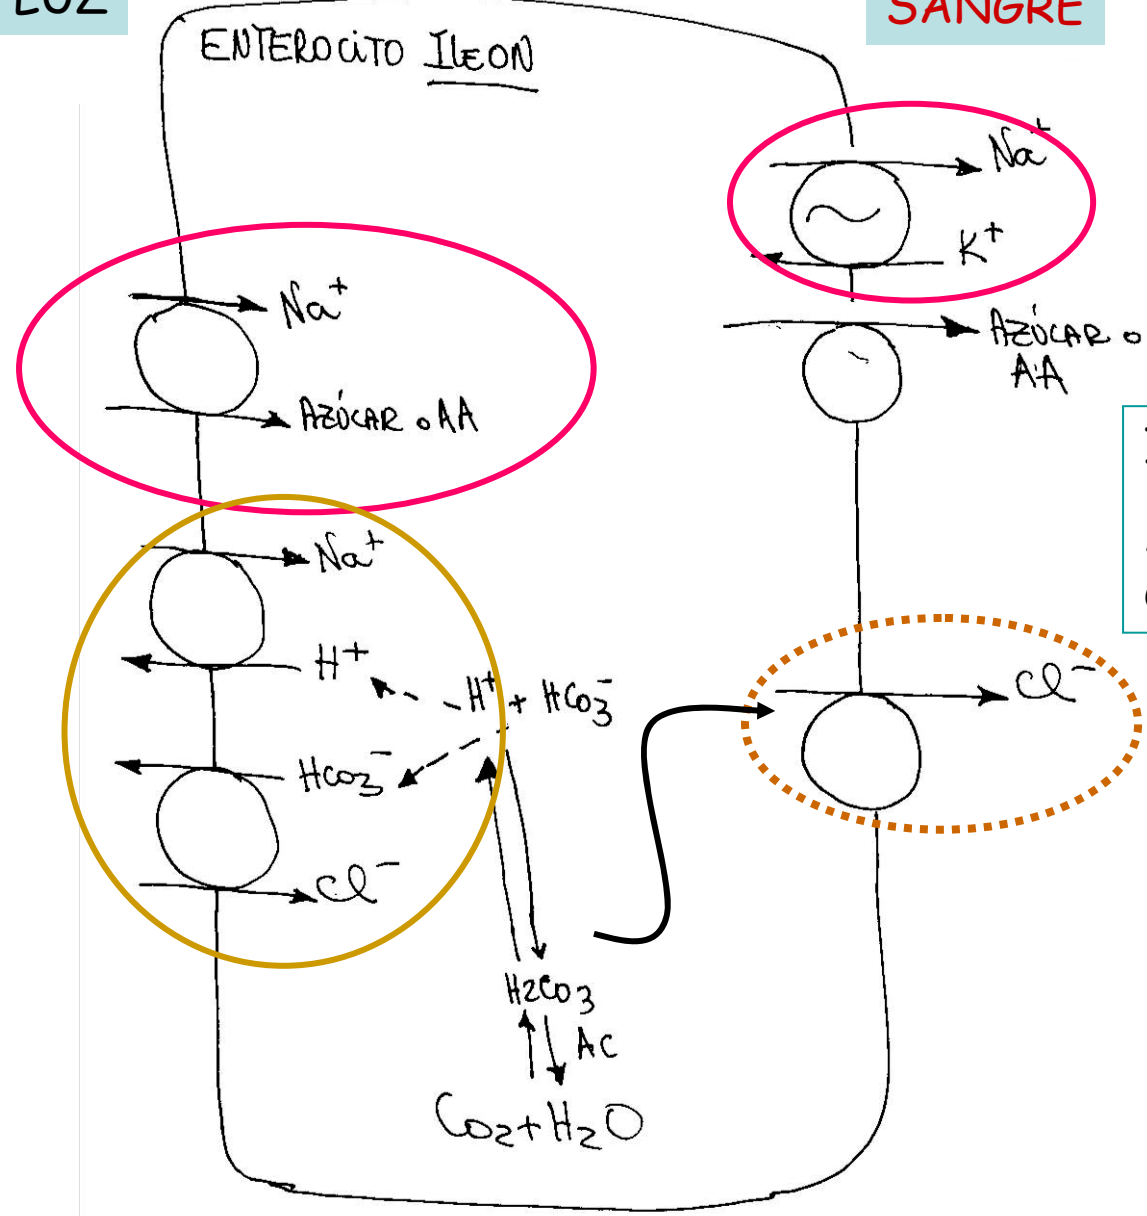 LUZ
SANGRE
ENTEROCITO ILEON
Na+
K+
Na+
AZÚCAR o AA
AZÚCAR o
AA
Na+
H+
H+ + HCO3-
HCO3-
Cl-
Cl-
H2CO3
AC
CO2+H2O